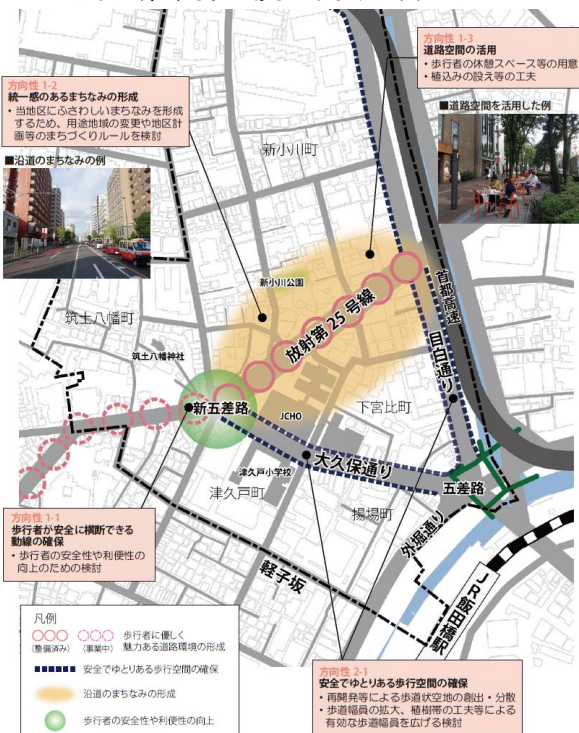 方向性 1-3
道路空間の活用
・歩行者の休憩スペース等の用意
・植込みの設え等の工夫
■道路空間を活用した例
方向性 1-2
統一感のあるまちなみの形成
・当地区にふさわしいまちなみを形成
するため、用途地域の変更や地区計
画等のまちづくりルールを検討
■沿道のまちなみの例
新小川町
新小川公園
筑土八幡町
筑土八幡神社
放射第25号線
首都高速
目白通り
新五差路
JCHO
下宮比町
大久保通り
津久戸小学校
津久戸町
揚場町
五差路
外堀通り
軽子坂
JR飯田橋駅
方向性 1-1
歩行者が安全に横断できる
動線の確保
・歩行者の安全性や利便性の
向上のための検討
凡例
(整備済み) (事業中) 歩行者に優しく
魅力ある道路環境の形成
安全でゆとりある歩行空間の確保
沿道のまちなみの形成
歩行者の安全性や利便性の向上
方向性 2-1
安全でゆとりある歩行空間の確保
・再開発等による歩道状空地の創出・分散
・歩道幅員の拡大、植樹帯の工夫等による
有効な歩道幅員を広げる検討